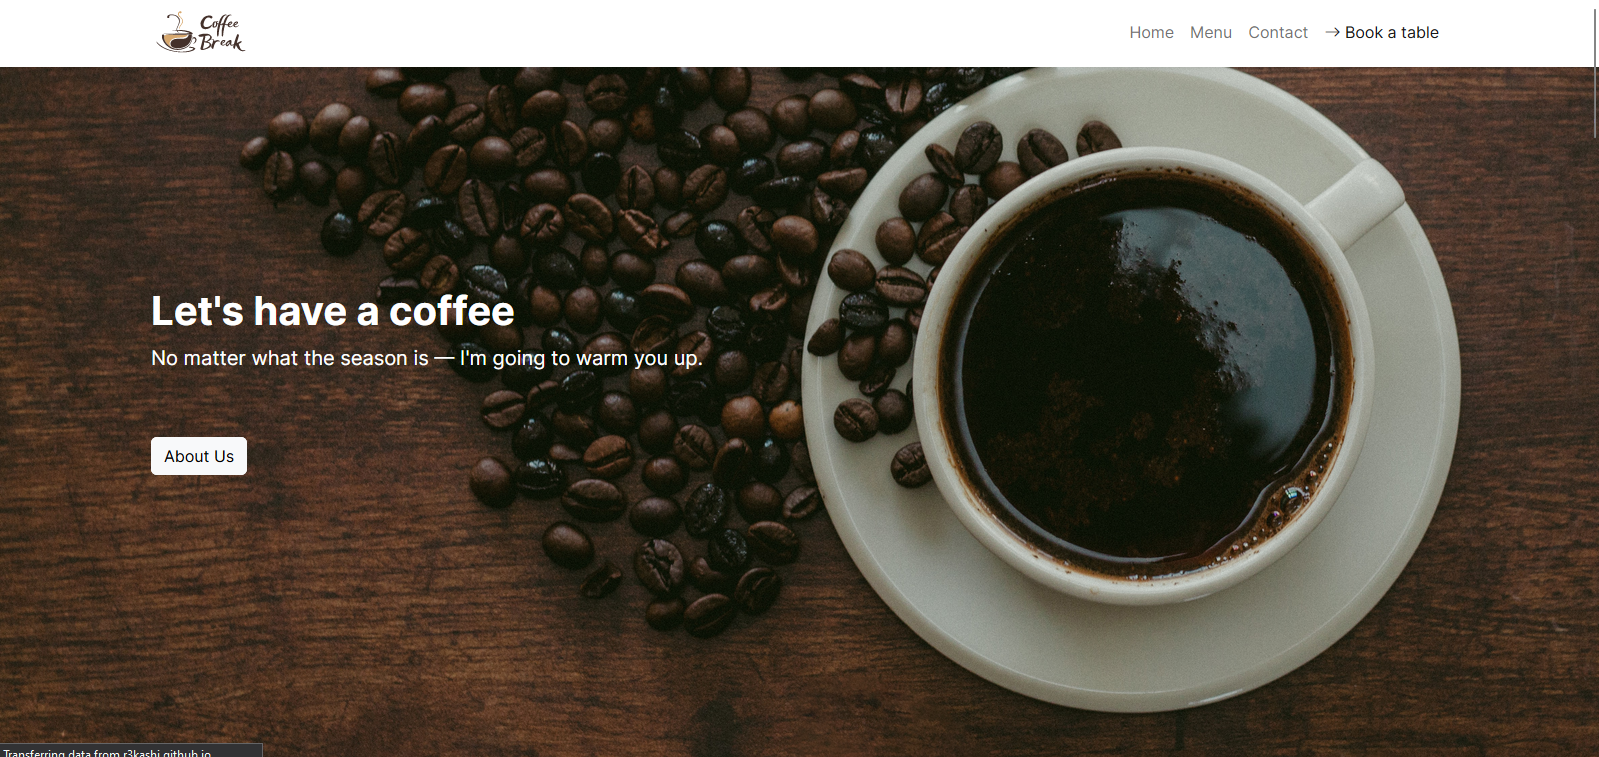 Coffee
Break
Home Menu Contact → Book a table
Let's have a coffee
No matter what the season is — I'm going to warm you up.
About Us
Transferring data from r3kashi.github.io